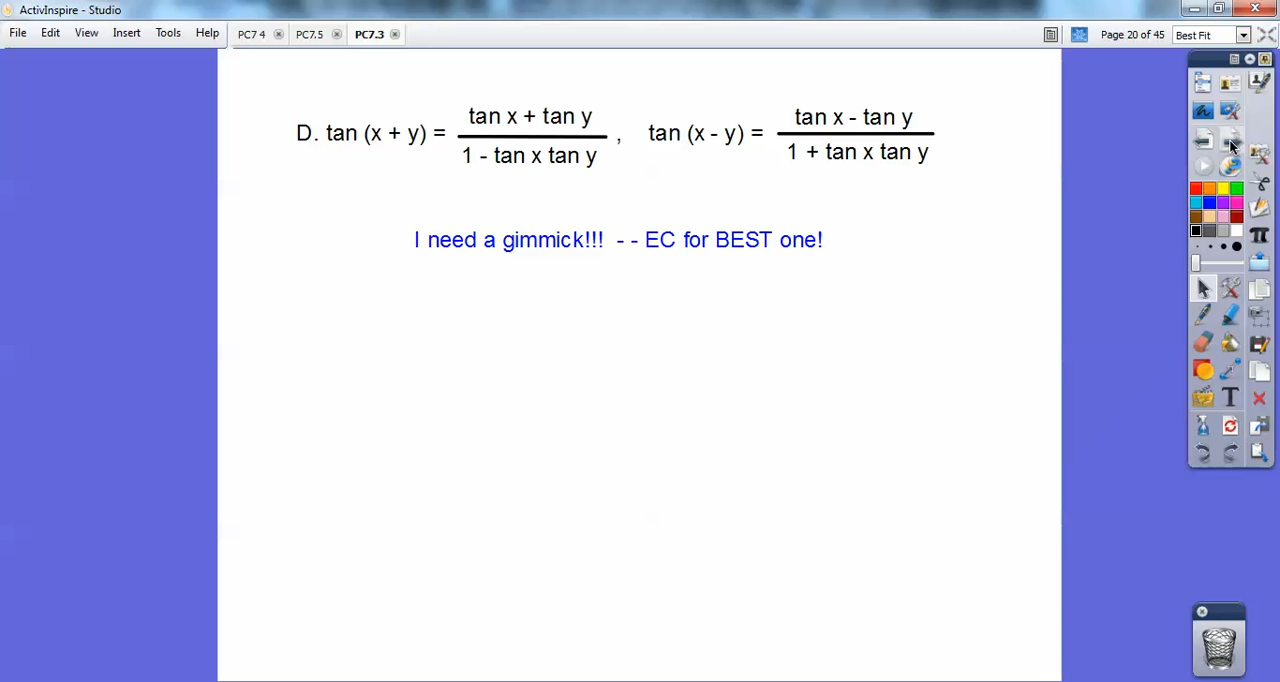 ActivInspire - Studio
File Edit View Insert Tools Help PC7 4 PC7.5 PC7.3 Page 20 of 45 Best Fit
D. tan (x + y) = tan x + tan y / 1 - tan x tan y , tan (x - y) = tan x - tan y / 1 + tan x tan y
I need a gimmick!!! - - EC for BEST one!